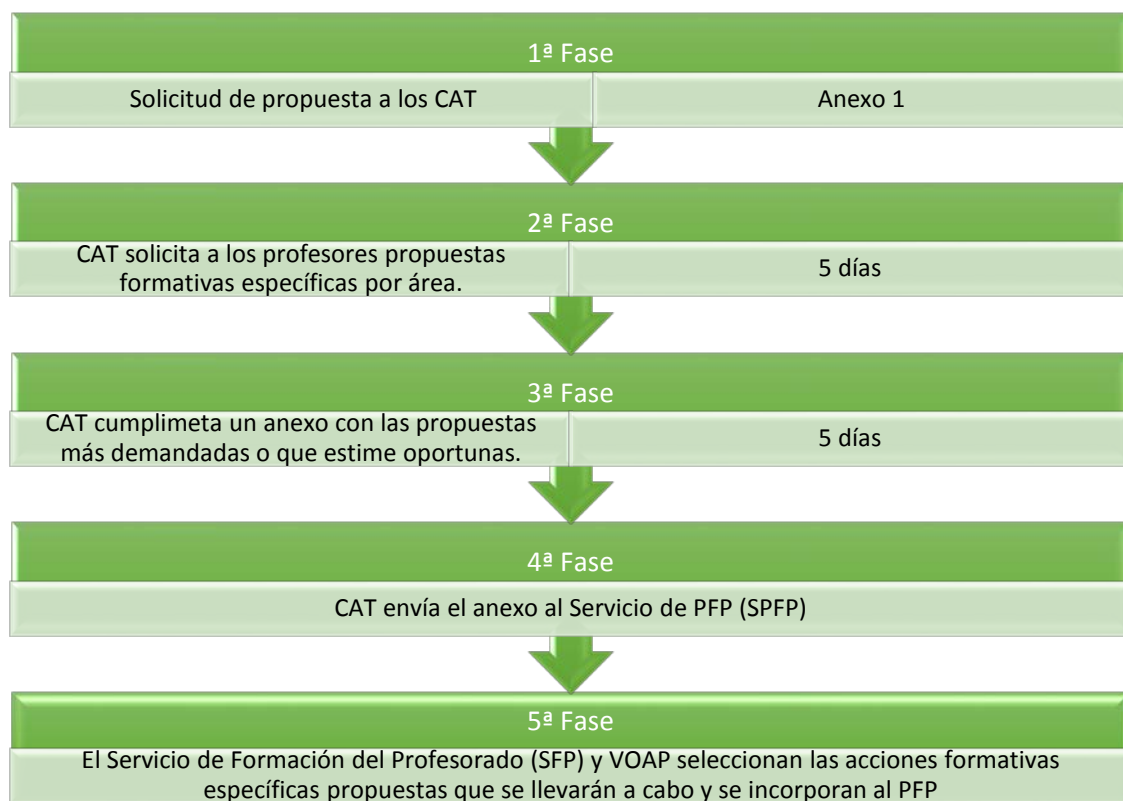 1ª Fase
Solicitud de propuesta a los CAT
Anexo 1
2ª Fase
CAT solicita a los profesores propuestas
formativas específicas por área.
5 días
3ª Fase
CAT cumplimeta un anexo con las propuestas
más demandadas o que estime oportunas.
5 días
4ª Fase
CAT envía el anexo al Servicio de PFP (SPFP)
5ª Fase
El Servicio de Formación del Profesorado (SFP) y VOAP seleccionan las acciones formativas
específicas propuestas que se llevarán a cabo y se incorporan al PFP